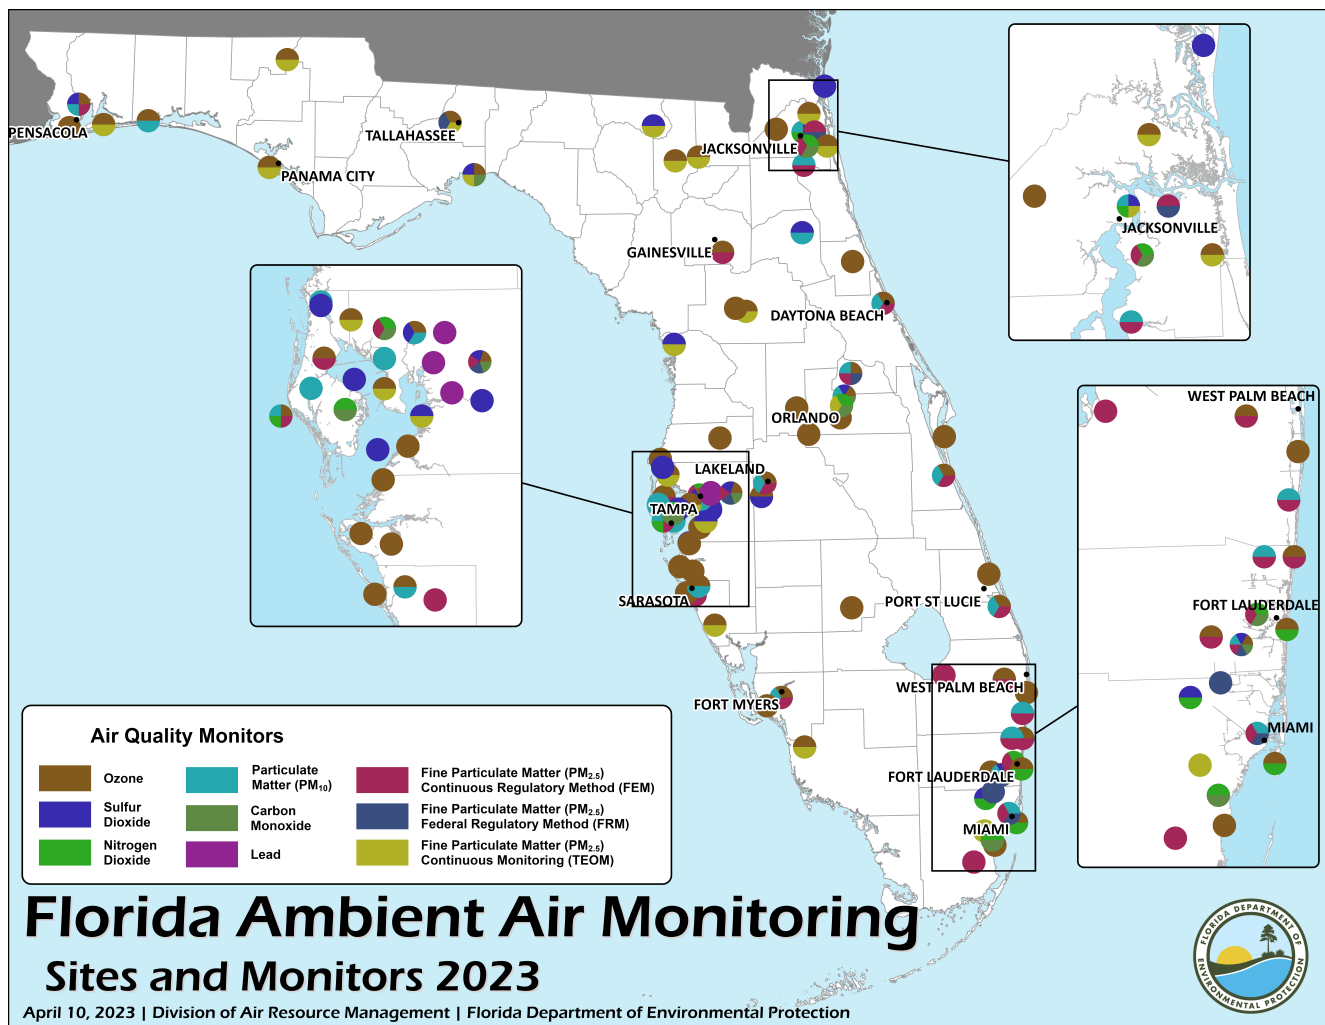 PENSACOLA
TALLAHASSEE
PANAMA CITY
JACKSONVILLE
GAINESVILLE
DAYTONA BEACH
ORLANDO
LAKELAND
TAMPA
SARASOTA
PORT ST LUCIE
FORT MYERS
WEST PALM BEACH
FORT LAUDERDALE
MIAMI
JACKSONVILLE
WEST PALM BEACH
FORT LAUDERDALE
MIAMI
Air Quality Monitors
Ozone
Sulfur
Dioxide
Nitrogen
Dioxide
Particulate
Matter (PM₁₀)
Carbon
Monoxide
Lead
Fine Particulate Matter (PM₂.₅)
Continuous Regulatory Method (FEM)
Fine Particulate Matter (PM₂.₅)
Federal Regulatory Method (FRM)
Fine Particulate Matter (PM₂.₅)
Continuous Monitoring (TEOM)
Florida Ambient Air Monitoring
Sites and Monitors 2023
April 10, 2023 | Division of Air Resource Management | Florida Department of Environmental Protection
FLORIDA DEPARTMENT OF
ENVIRONMENTAL PROTECTION